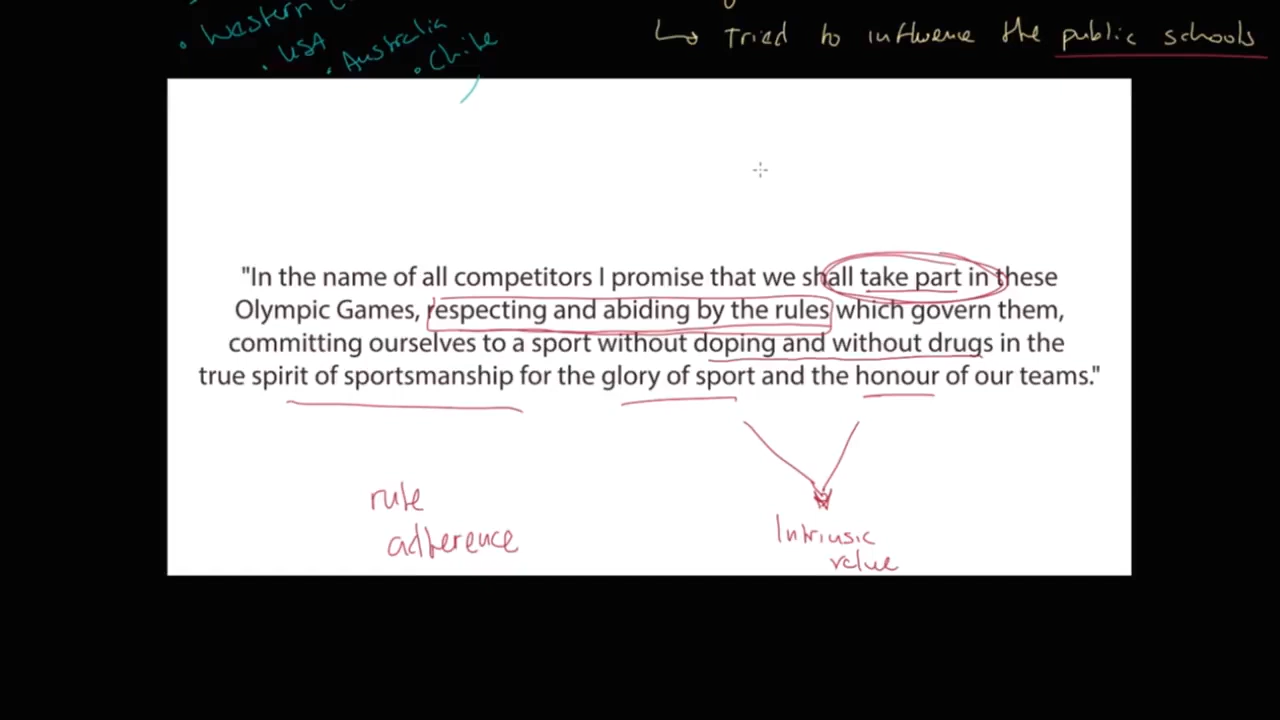 • Western
• USA
• Australia
• Chile
↳ Tried to influence the public schools
"In the name of all competitors I promise that we shall take part in these
Olympic Games, respecting and abiding by the rules which govern them,
committing ourselves to a sport without doping and without drugs in the
true spirit of sportsmanship for the glory of sport and the honour of our teams."
rule
adherence
Intrinsic
value